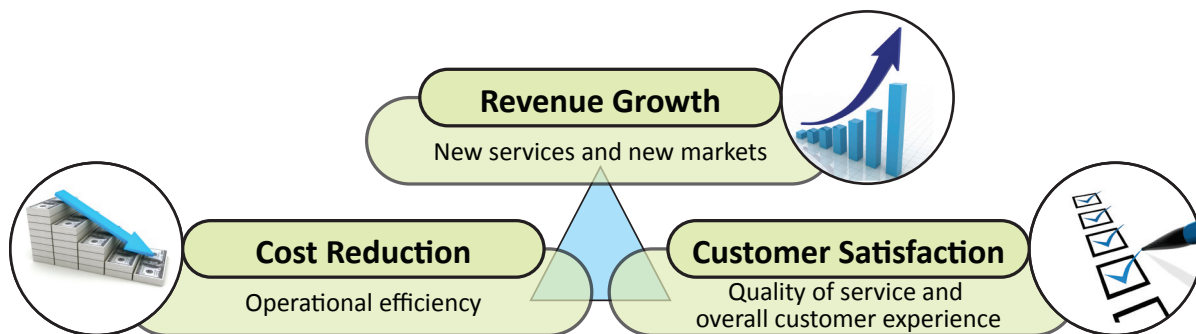 Revenue Growth
New services and new markets
Cost Reduction
Operational efficiency
Customer Satisfaction
Quality of service and
overall customer experience